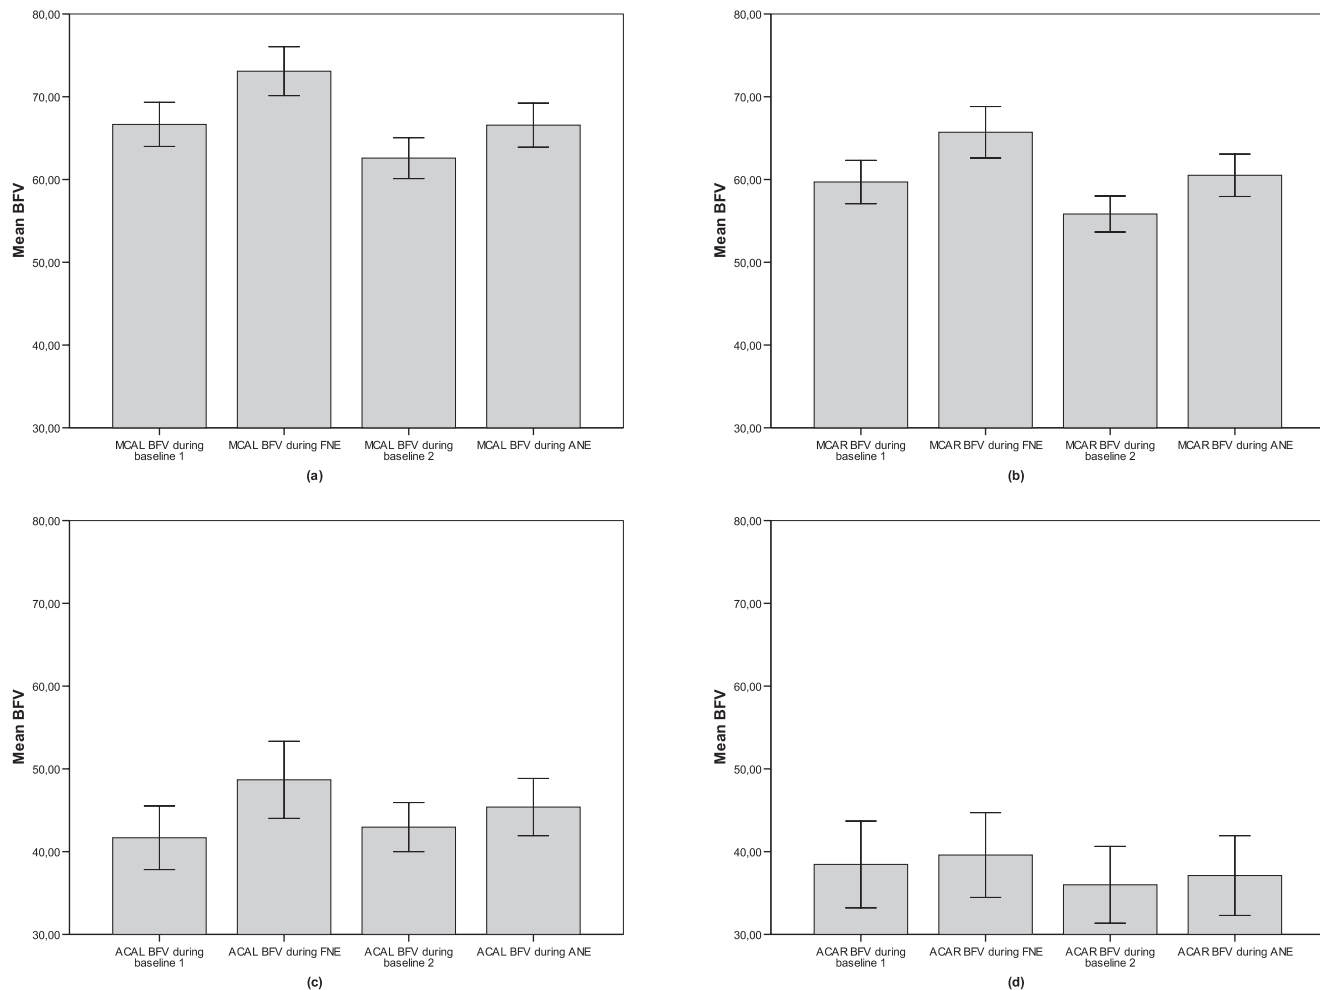 80,00
70,00
60,00
50,00
40,00
30,00
Mean BFV
MCAL BFV during
baseline 1
MCAL BFV during FNE
MCAL BFV during
baseline 2
MCAL BFV during ANE
(a)
80,00
70,00
60,00
50,00
40,00
30,00
Mean BFV
MCAR BFV during
baseline 1
MCAR BFV during FNE
MCAR BFV during
baseline 2
MCAR BFV during ANE
(b)
80,00
70,00
60,00
50,00
40,00
30,00
Mean BFV
ACAL BFV during
baseline 1
ACAL BFV during FNE
ACAL BFV during
baseline 2
ACAL BFV during ANE
(c)
80,00
70,00
60,00
50,00
40,00
30,00
Mean BFV
ACAR BFV during
baseline 1
ACAR BFV during FNE
ACAR BFV during
baseline 2
ACAR BFV during ANE
(d)